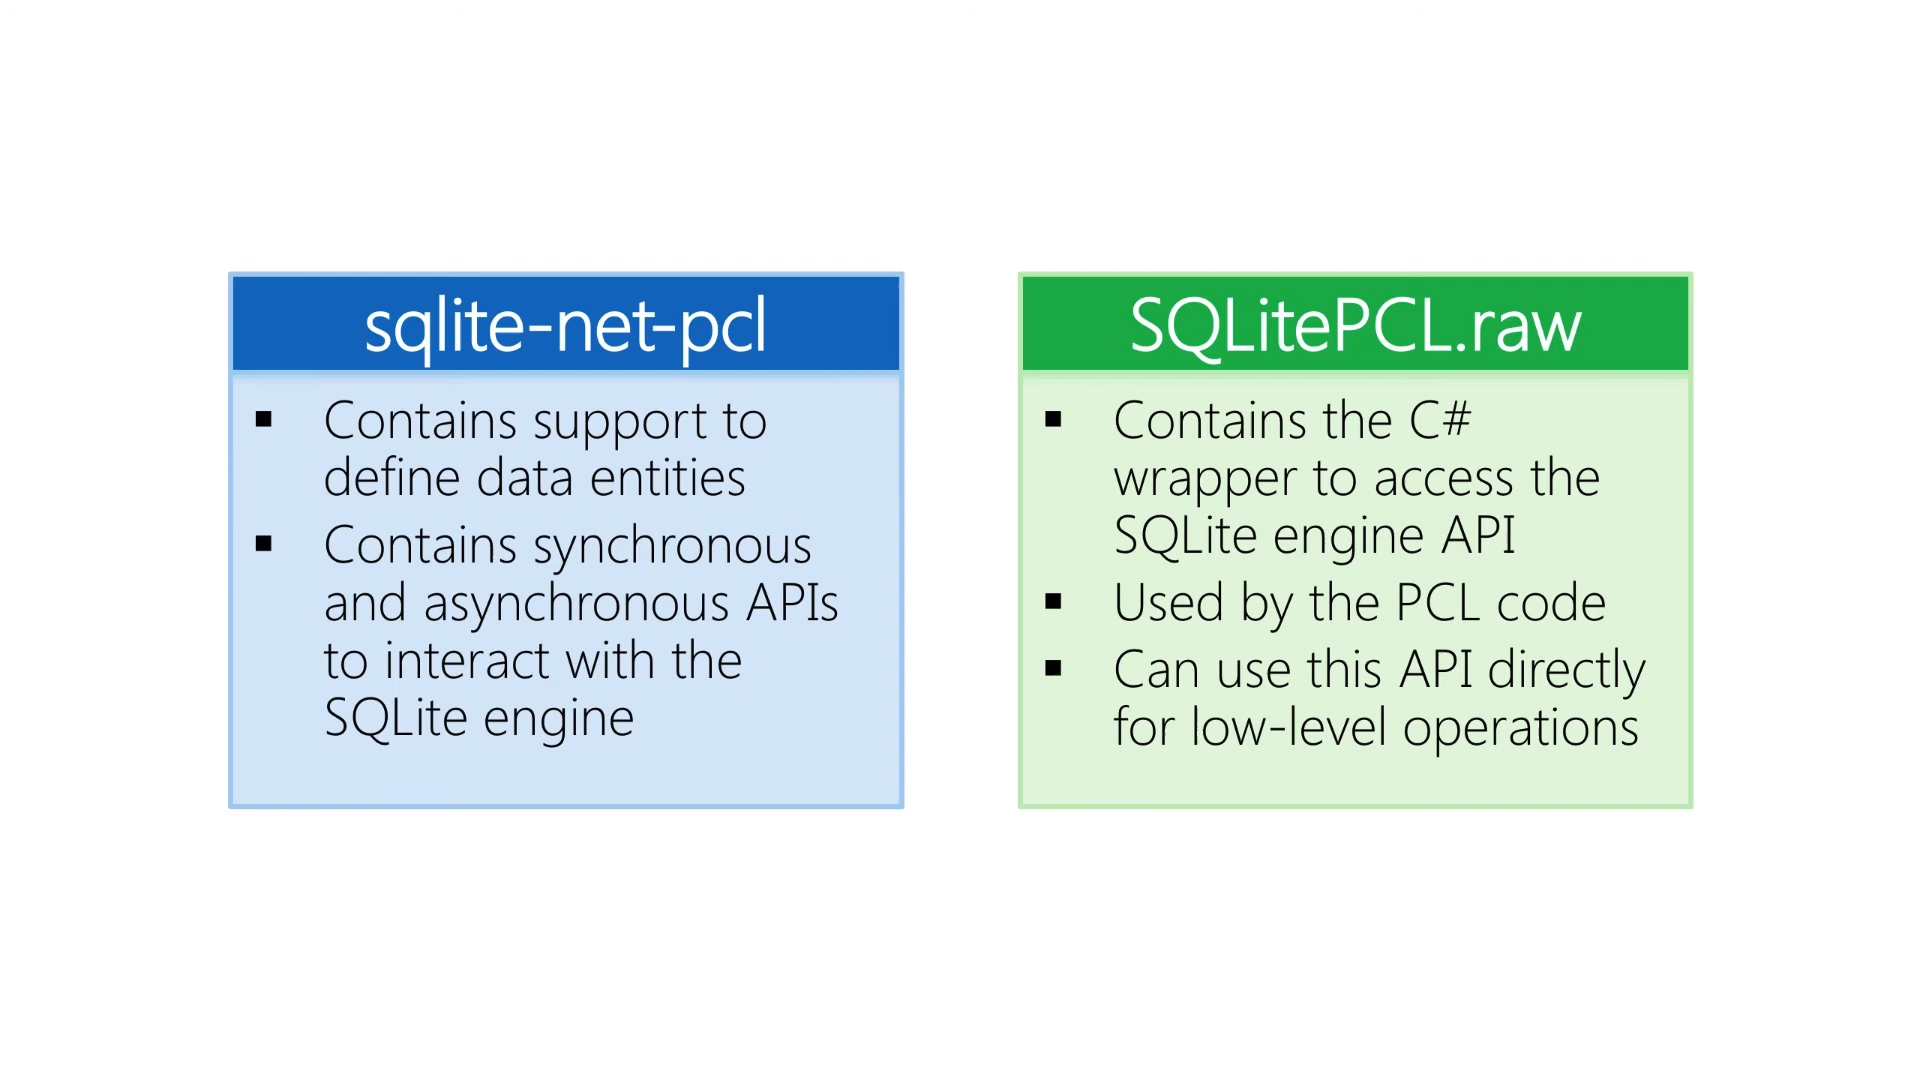 sqlite-net-pcl
▪ Contains support to
define data entities
▪ Contains synchronous
and asynchronous APIs
to interact with the
SQLite engine
SQLitePCL.raw
▪ Contains the C#
wrapper to access the
SQLite engine API
▪ Used by the PCL code
▪ Can use this API directly
for low-level operations